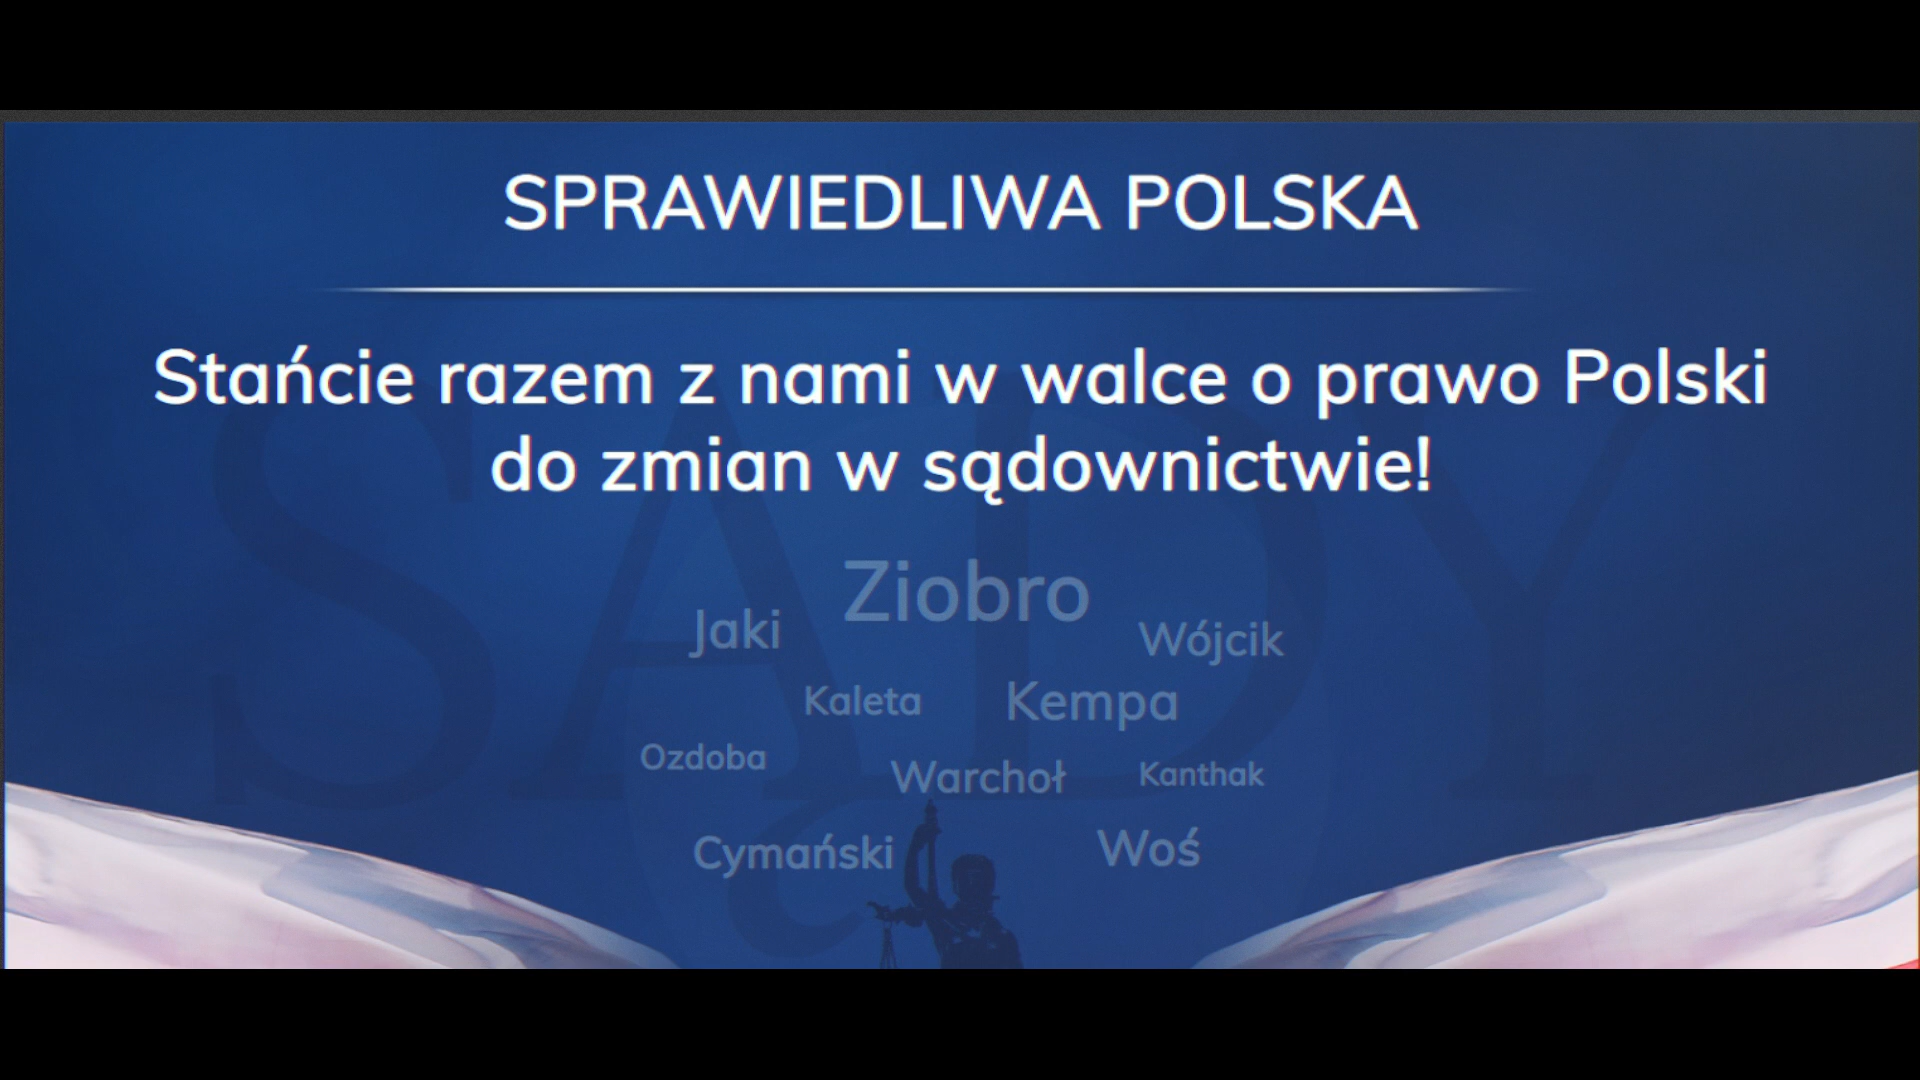 SPRAWIEDLIWA POLSKA
Stańcie razem z nami w walce o prawo Polski
do zmian w sądownictwie!
Ziobro
Jaki
Wójcik
Kaleta
Kempa
Ozdoba
Warchoł
Kanthak
Cymański
Woś
SĄDY